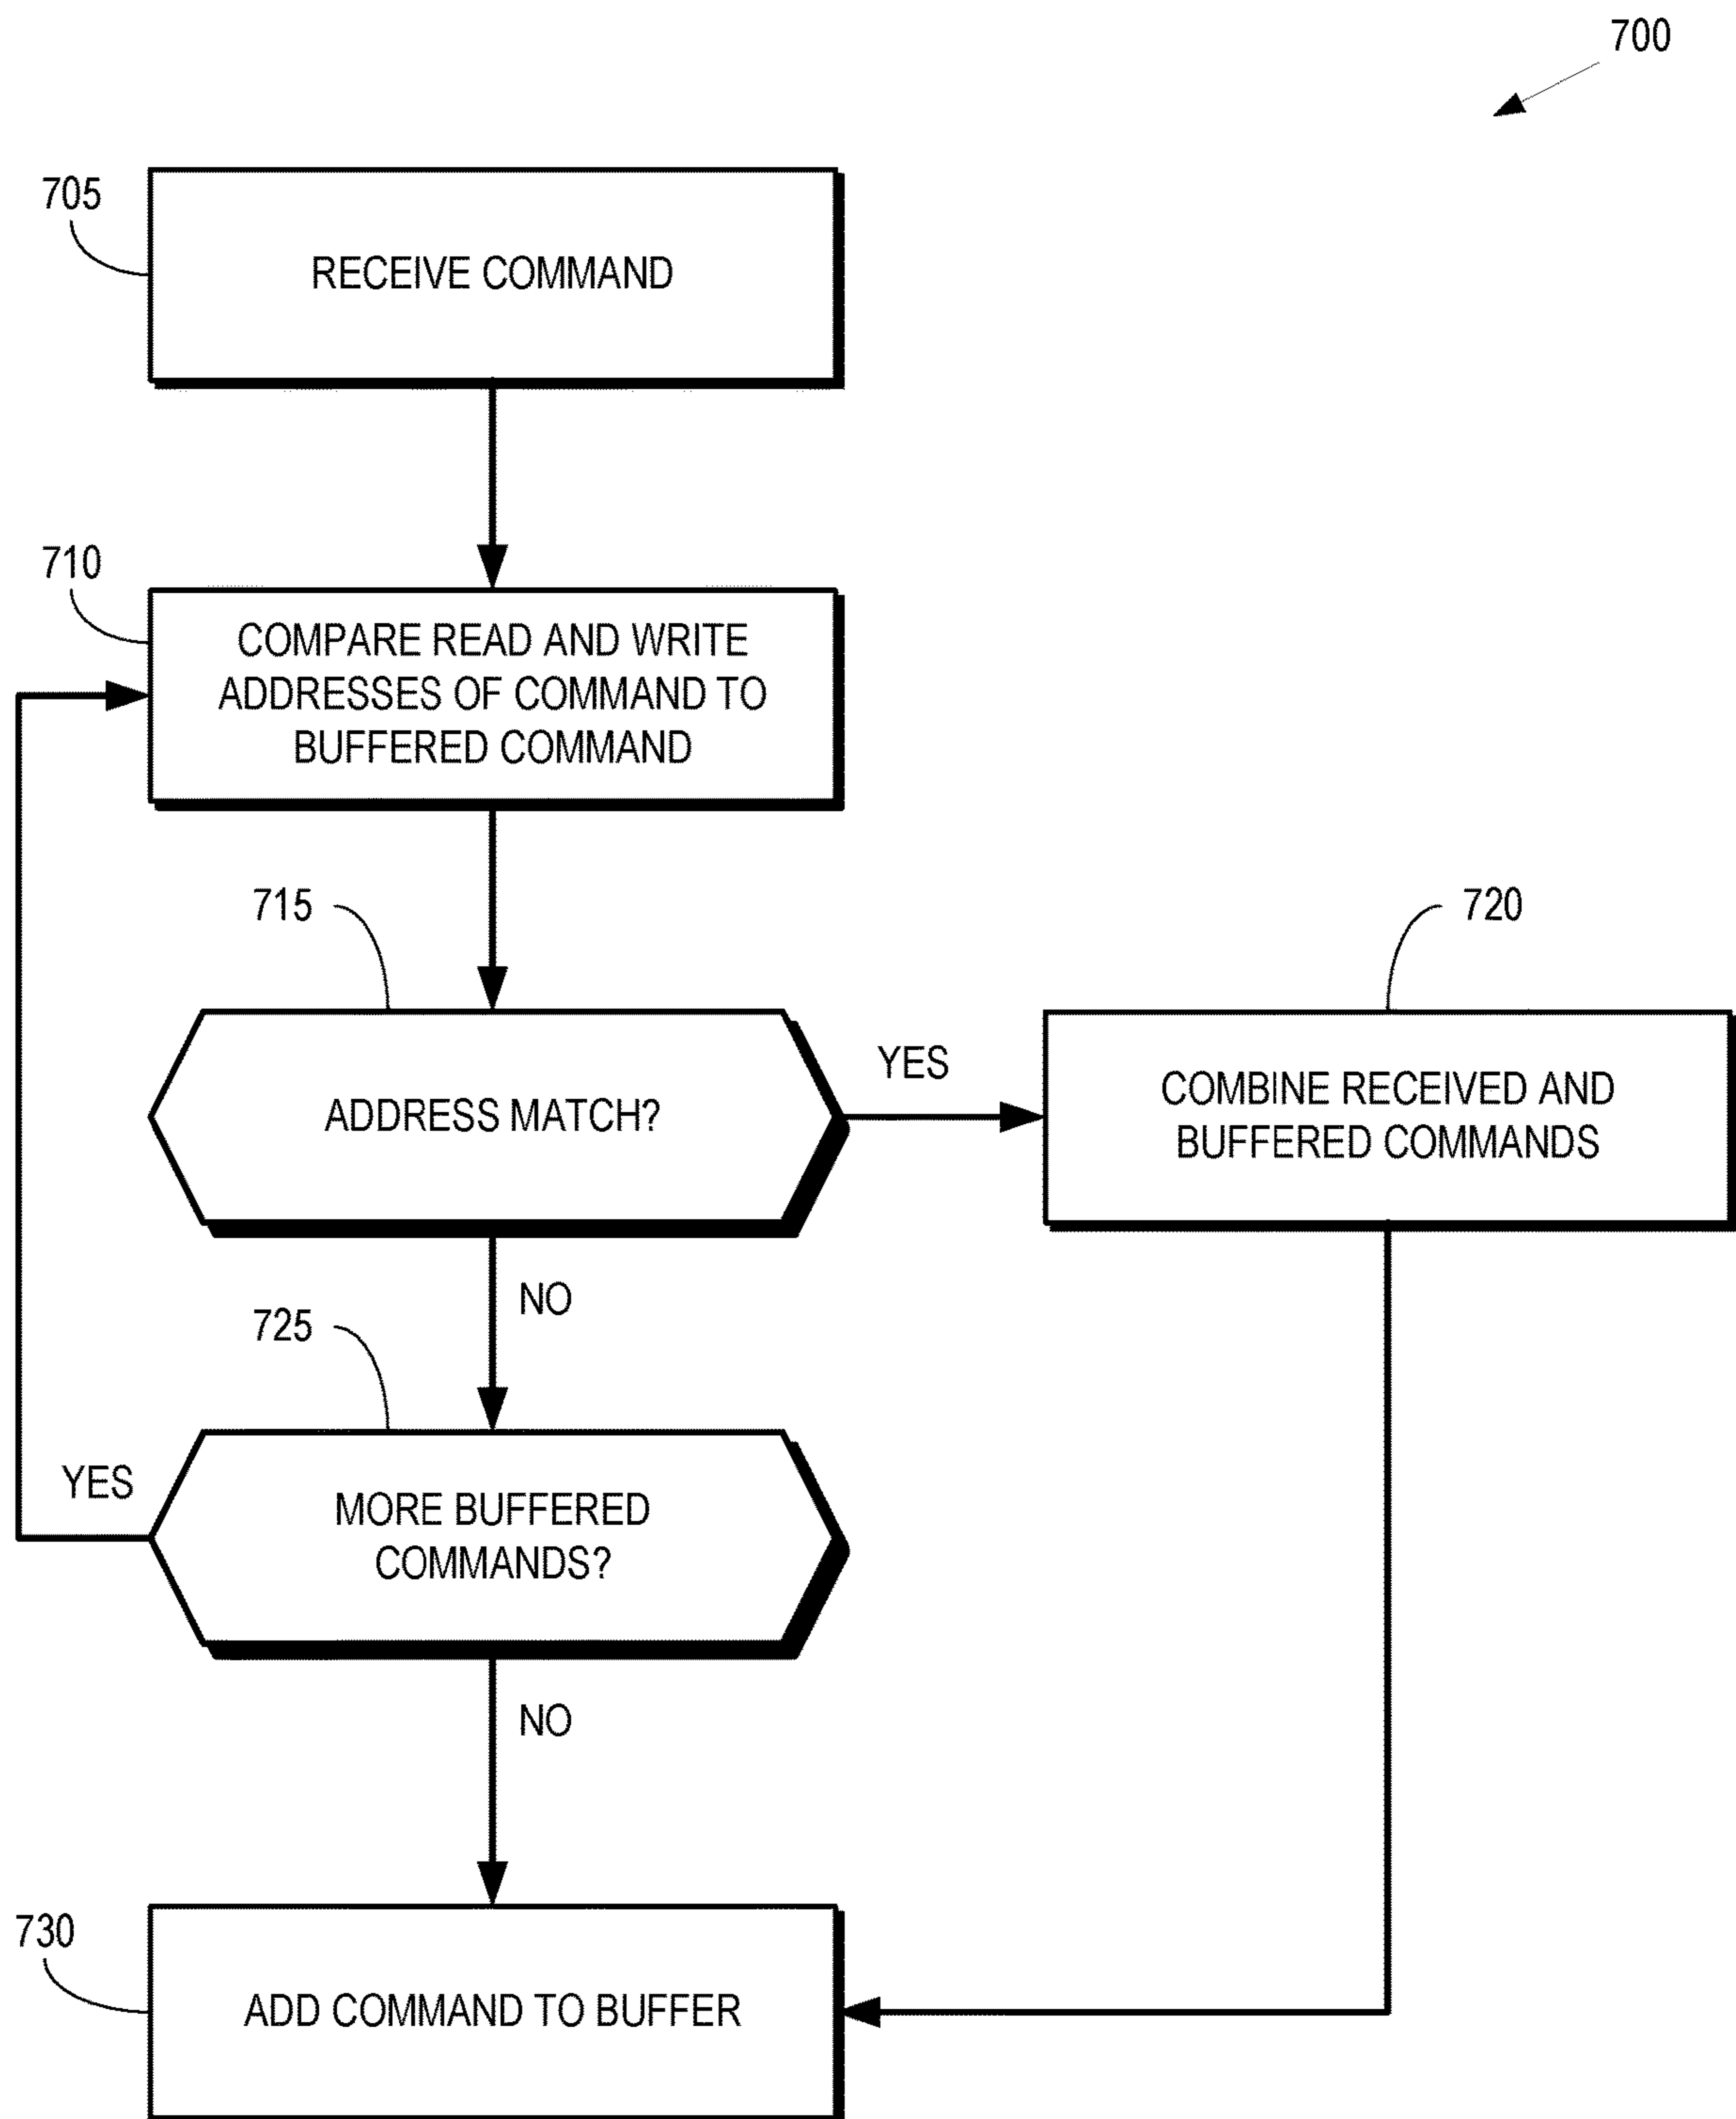 700
705
RECEIVE COMMAND
710
COMPARE READ AND WRITE
ADDRESSES OF COMMAND TO
BUFFERED COMMAND
715
720
ADDRESS MATCH?
YES
COMBINE RECEIVED AND
BUFFERED COMMANDS
NO
725
YES
MORE BUFFERED
COMMANDS?
NO
730
ADD COMMAND TO BUFFER